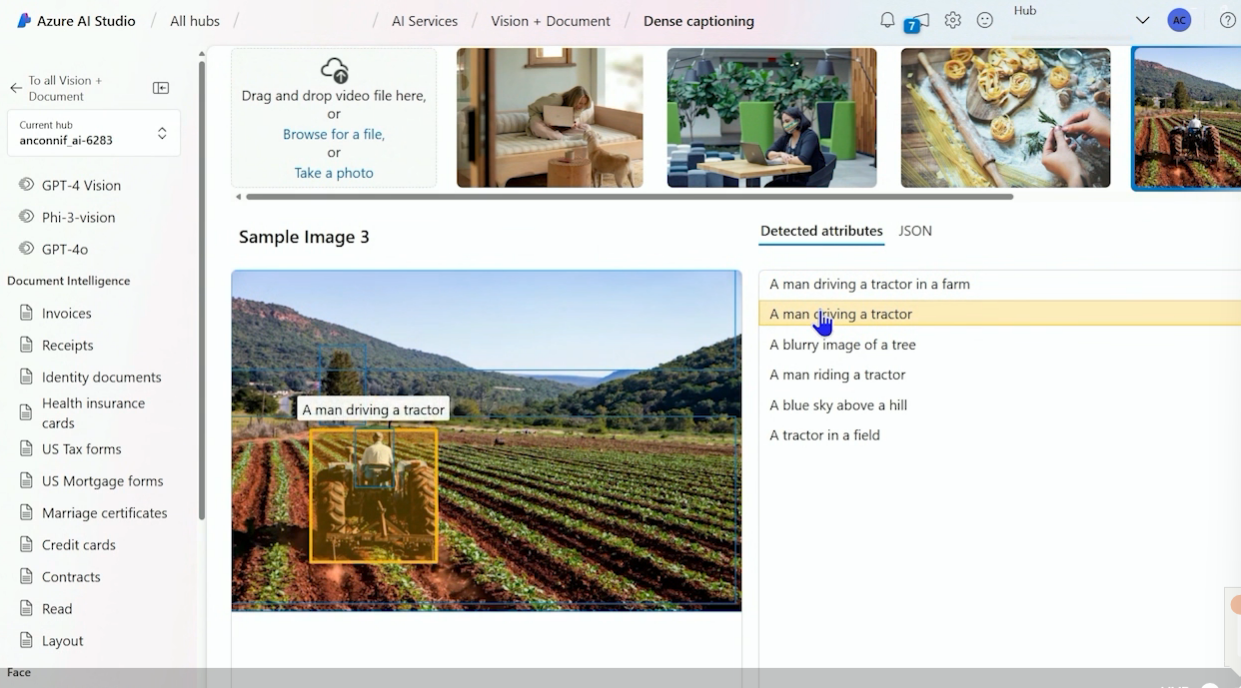 Azure AI Studio / All hubs / / AI Services / Vision + Document / Dense captioning
7
Hub
AC
To all Vision +
Document
Current hub
anconnif_ai-6283
GPT-4 Vision
Phi-3-vision
GPT-4o
Document Intelligence
Invoices
Receipts
Identity documents
Health insurance
cards
US Tax forms
US Mortgage forms
Marriage certificates
Credit cards
Contracts
Read
Layout
Face
Drag and drop video file here,
or
Browse for a file,
or
Take a photo
Sample Image 3
A man driving a tractor
Detected attributes
JSON
A man driving a tractor in a farm
A man driving a tractor
A blurry image of a tree
A man riding a tractor
A blue sky above a hill
A tractor in a field